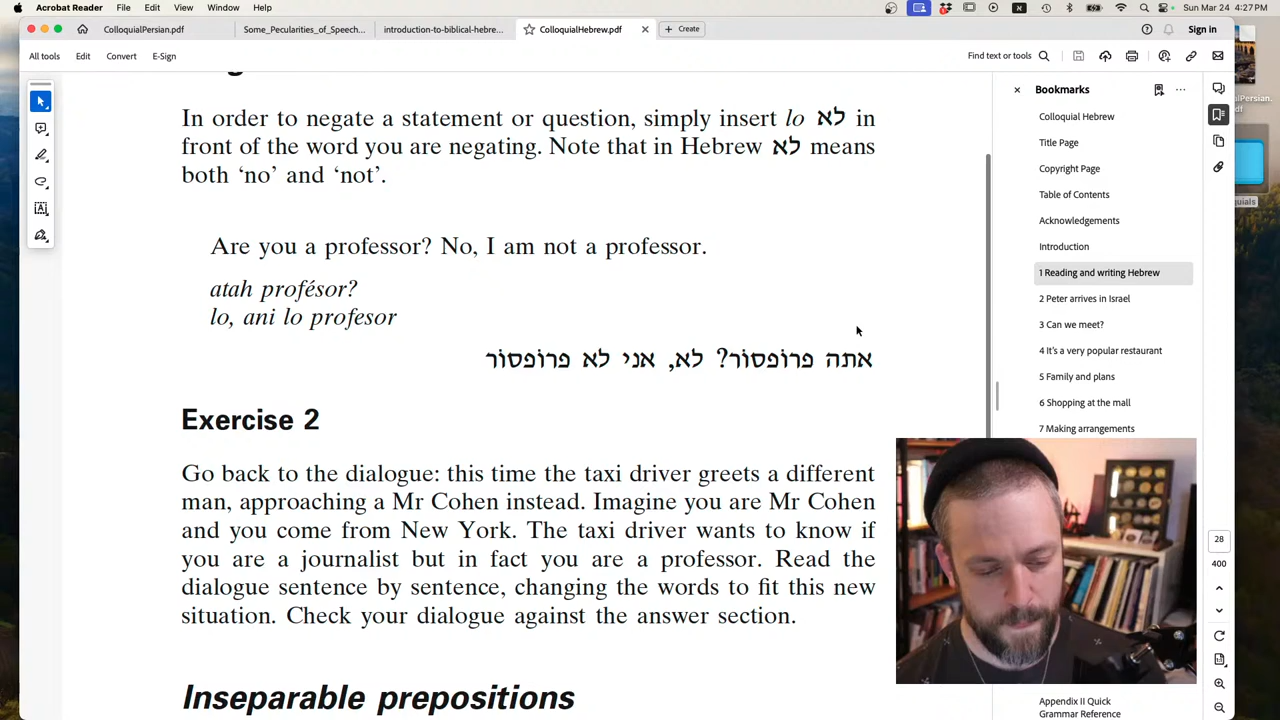 Acrobat Reader File Edit View Window Help Sun Mar 24 4:27 PM
ColloquialPersian.pdf Some_Pecularities_of_Speech... introduction-to-biblical-hebre... ColloquialHebrew.pdf × + Create Sign in
All tools Edit Convert E-Sign Find text or tools
In order to negate a statement or question, simply insert lo לא in
front of the word you are negating. Note that in Hebrew לא means
both ‘no’ and ‘not’.
Are you a professor? No, I am not a professor.
atah profésor?
lo, ani lo profesor
אתה פרוֹפסוֹר? לא, אני לא פרוֹפסוֹר
Exercise 2
Go back to the dialogue: this time the taxi driver greets a different
man, approaching a Mr Cohen instead. Imagine you are Mr Cohen
and you come from New York. The taxi driver wants to know if
you are a journalist but in fact you are a professor. Read the
dialogue sentence by sentence, changing the words to fit this new
situation. Check your dialogue against the answer section.
Inseparable prepositions
Bookmarks
Colloquial Hebrew
Title Page
Copyright Page
Table of Contents
Acknowledgements
Introduction
1 Reading and writing Hebrew
2 Peter arrives in Israel
3 Can we meet?
4 It’s a very popular restaurant
5 Family and plans
6 Shopping at the mall
7 Making arrangements
Appendix II Quick
Grammar Reference
28
400